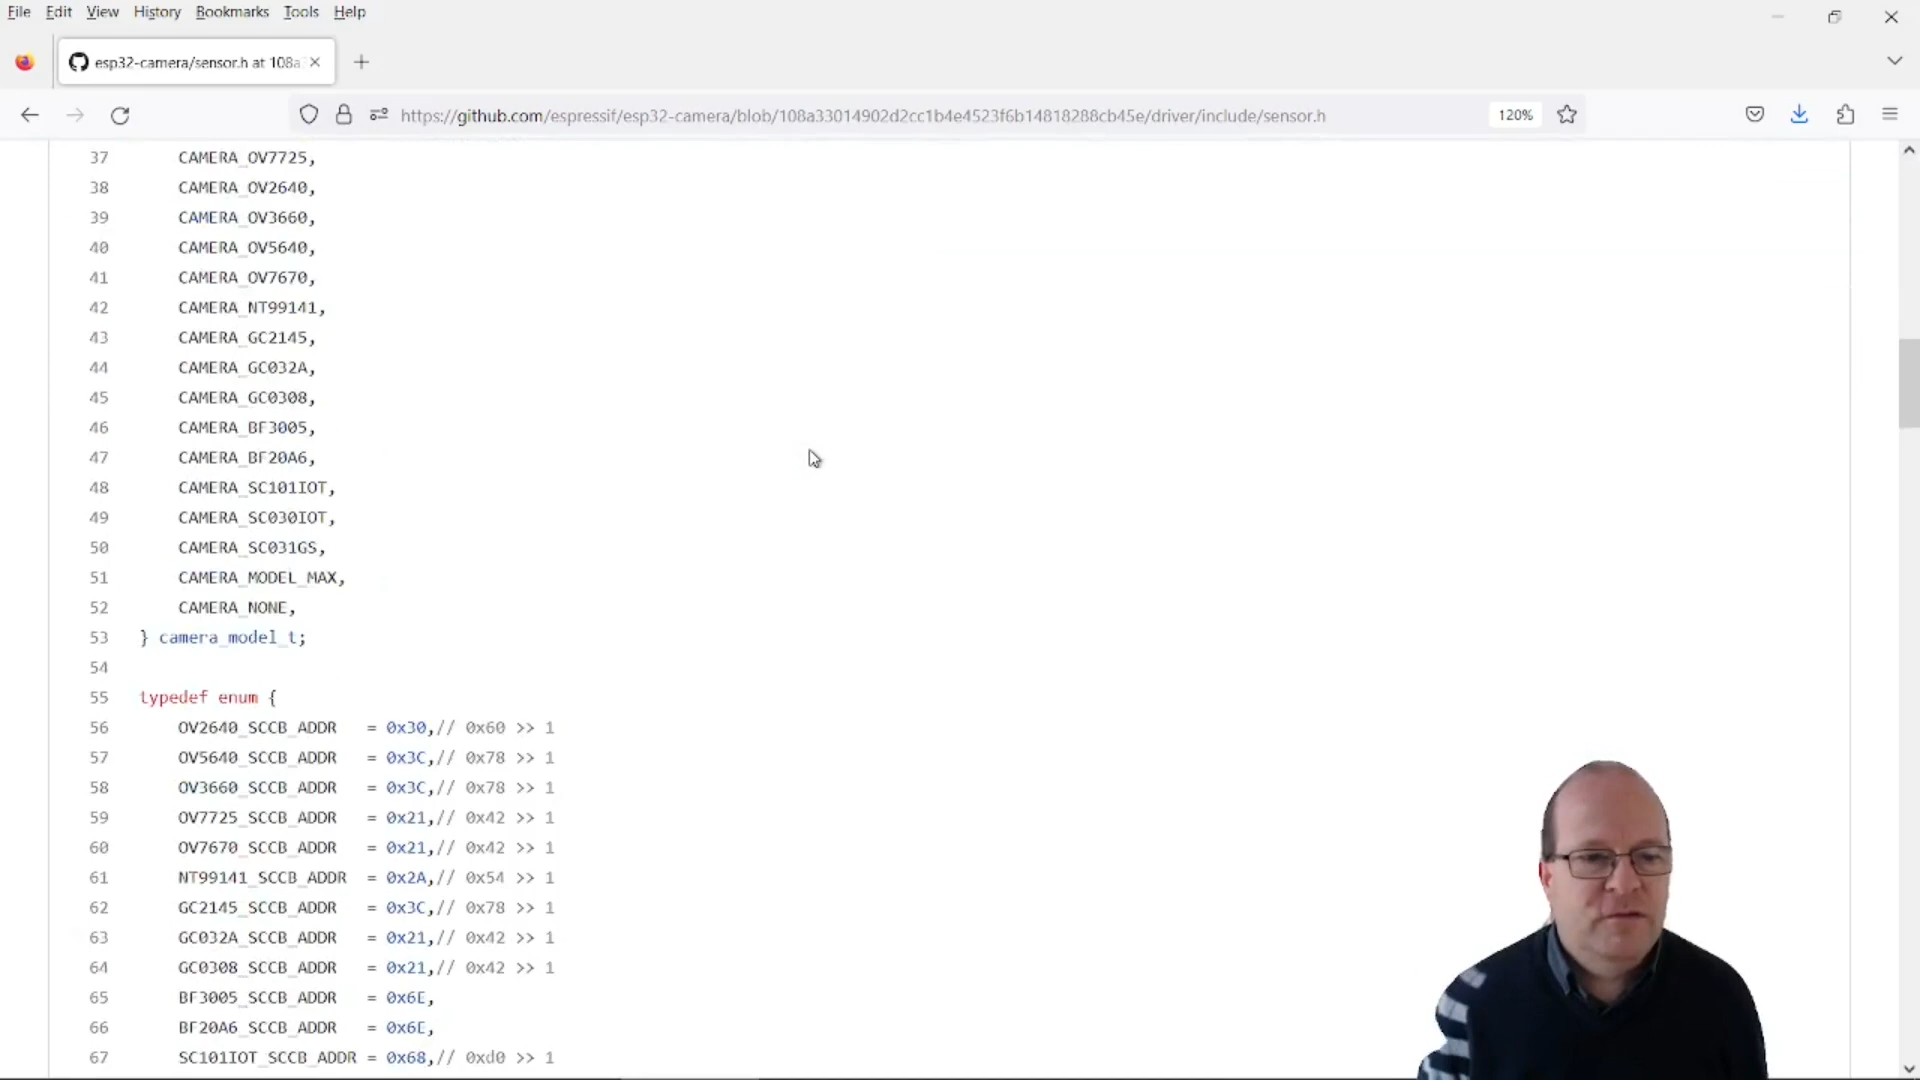 File Edit View History Bookmarks Tools Help
esp32-camera/sensor.h at 108a
https://github.com/espressif/esp32-camera/blob/108a33014902d2cc1b4e4523f6b14818288cb45e/driver/include/sensor.h 120%
37 CAMERA_OV7725,
38 CAMERA_OV2640,
39 CAMERA_OV3660,
40 CAMERA_OV5640,
41 CAMERA_OV7670,
42 CAMERA_NT99141,
43 CAMERA_GC2145,
44 CAMERA_GC032A,
45 CAMERA_GC0308,
46 CAMERA_BF3005,
47 CAMERA_BF20A6,
48 CAMERA_SC101IOT,
49 CAMERA_SC030IOT,
50 CAMERA_SC031GS,
51 CAMERA_MODEL_MAX,
52 CAMERA_NONE,
53 } camera_model_t;
54
55 typedef enum {
56 OV2640_SCCB_ADDR = 0x30,// 0x60 >> 1
57 OV5640_SCCB_ADDR = 0x3C,// 0x78 >> 1
58 OV3660_SCCB_ADDR = 0x3C,// 0x78 >> 1
59 OV7725_SCCB_ADDR = 0x21,// 0x42 >> 1
60 OV7670_SCCB_ADDR = 0x21,// 0x42 >> 1
61 NT99141_SCCB_ADDR = 0x2A,// 0x54 >> 1
62 GC2145_SCCB_ADDR = 0x3C,// 0x78 >> 1
63 GC032A_SCCB_ADDR = 0x21,// 0x42 >> 1
64 GC0308_SCCB_ADDR = 0x21,// 0x42 >> 1
65 BF3005_SCCB_ADDR = 0x6E,
66 BF20A6_SCCB_ADDR = 0x6E,
67 SC101IOT_SCCB_ADDR = 0x68,// 0xd0 >> 1